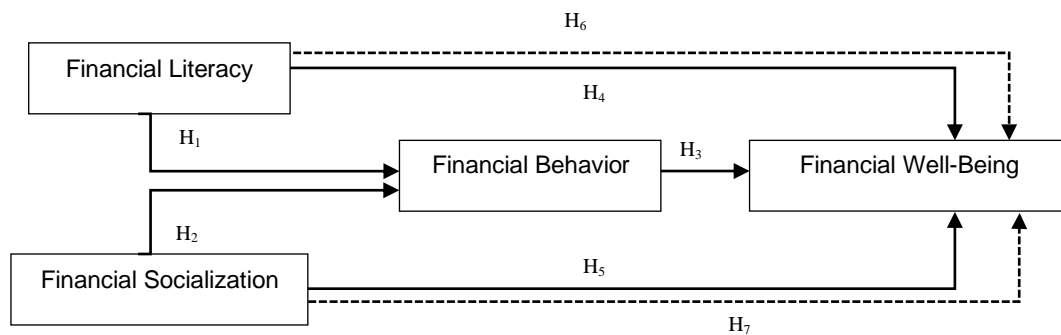 H₆
Financial Literacy
H₄
H₁
H₃
Financial Behavior
Financial Well-Being
H₂
H₅
Financial Socialization
H₇